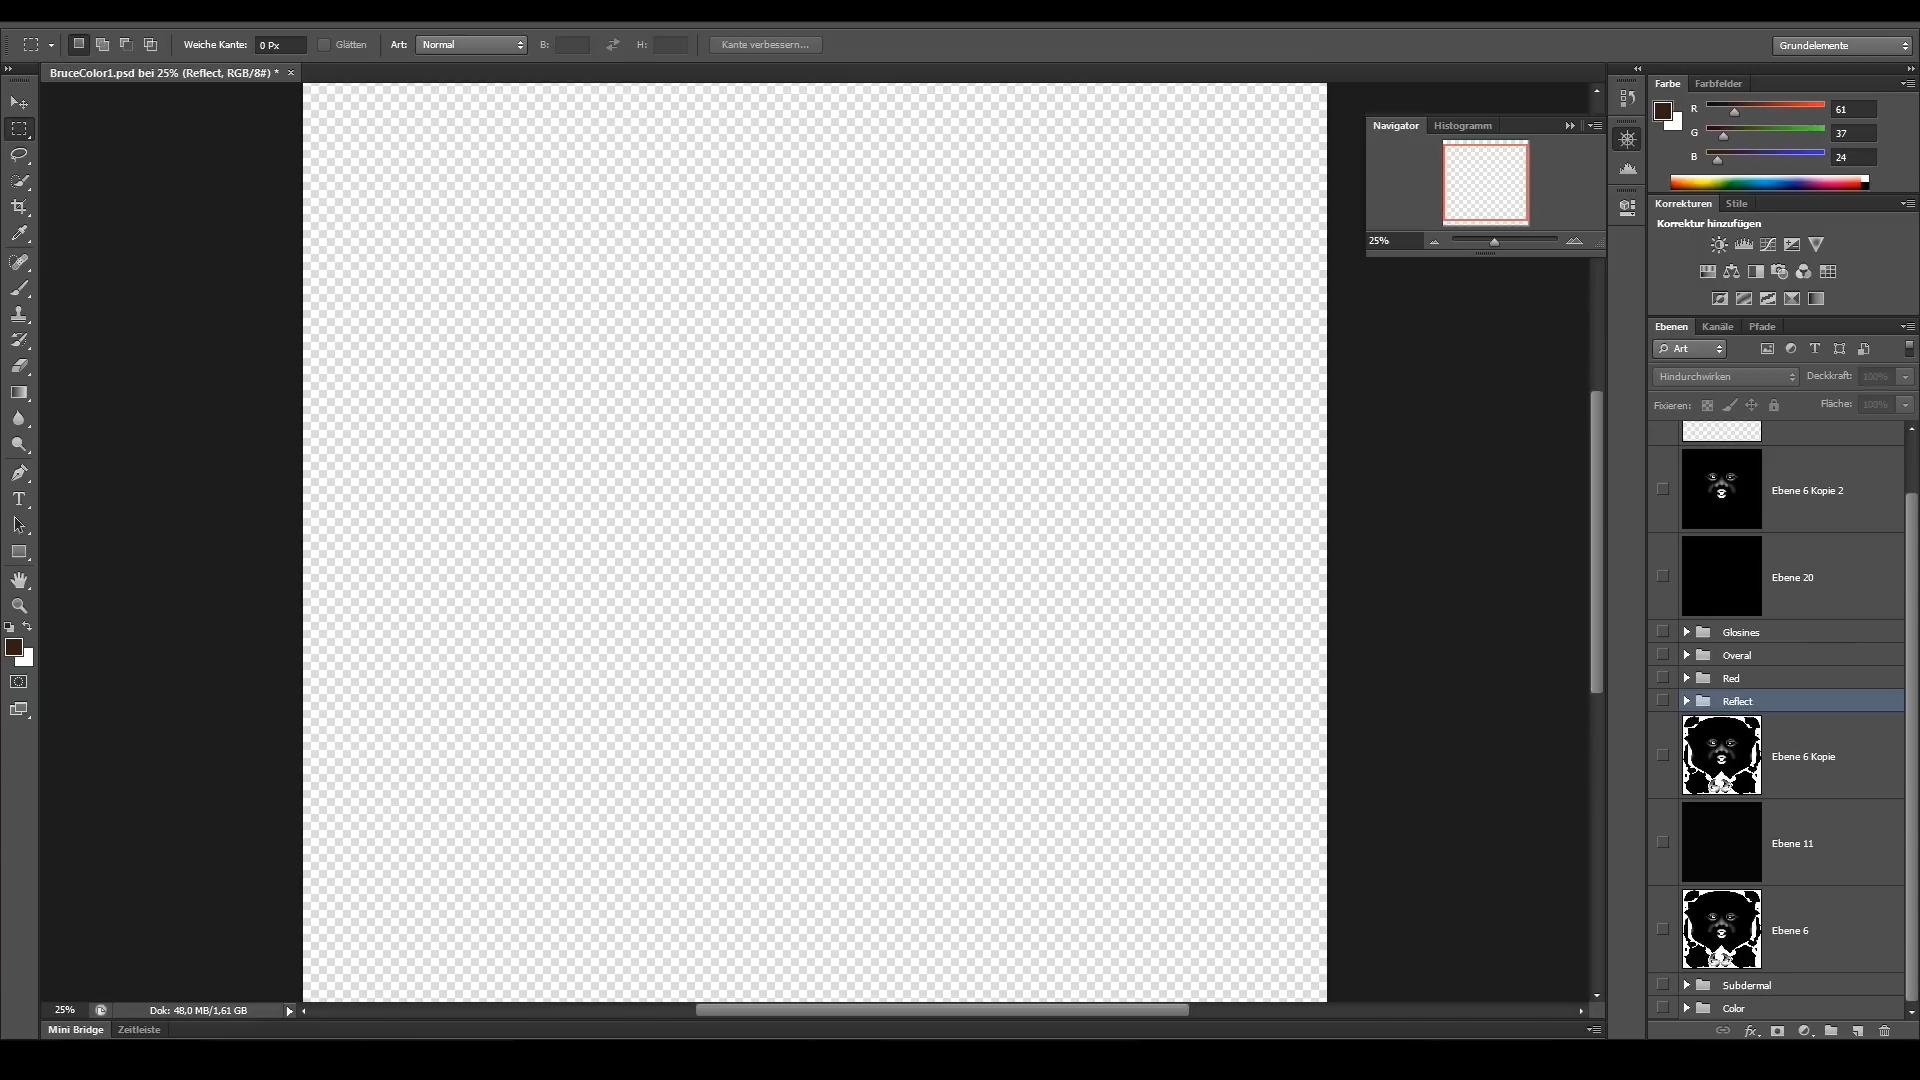 Weiche Kante: 0 Px Glätten Art: Normal B: H: Kante verbessern... Grundelemente
BruceColor1.psd bei 25% (Reflect, RGB/8#) * ×
Farbe Farbfelder
R 61
G 37
B 24
Navigator Histogramm
25%
Korrekturen Stile
Korrektur hinzufügen
Ebenen Kanäle Pfade
Art
Hindurchwirken Deckkraft: 100%
Fixieren: Fläche: 100%
Ebene 6 Kopie 2
Ebene 20
Glosines
Overal
Red
Reflect
Ebene 6 Kopie
Ebene 11
Ebene 6
Subdermal
Color
25% Dok: 48,0 MB/1,61 GB
Mini Bridge Zeitleiste